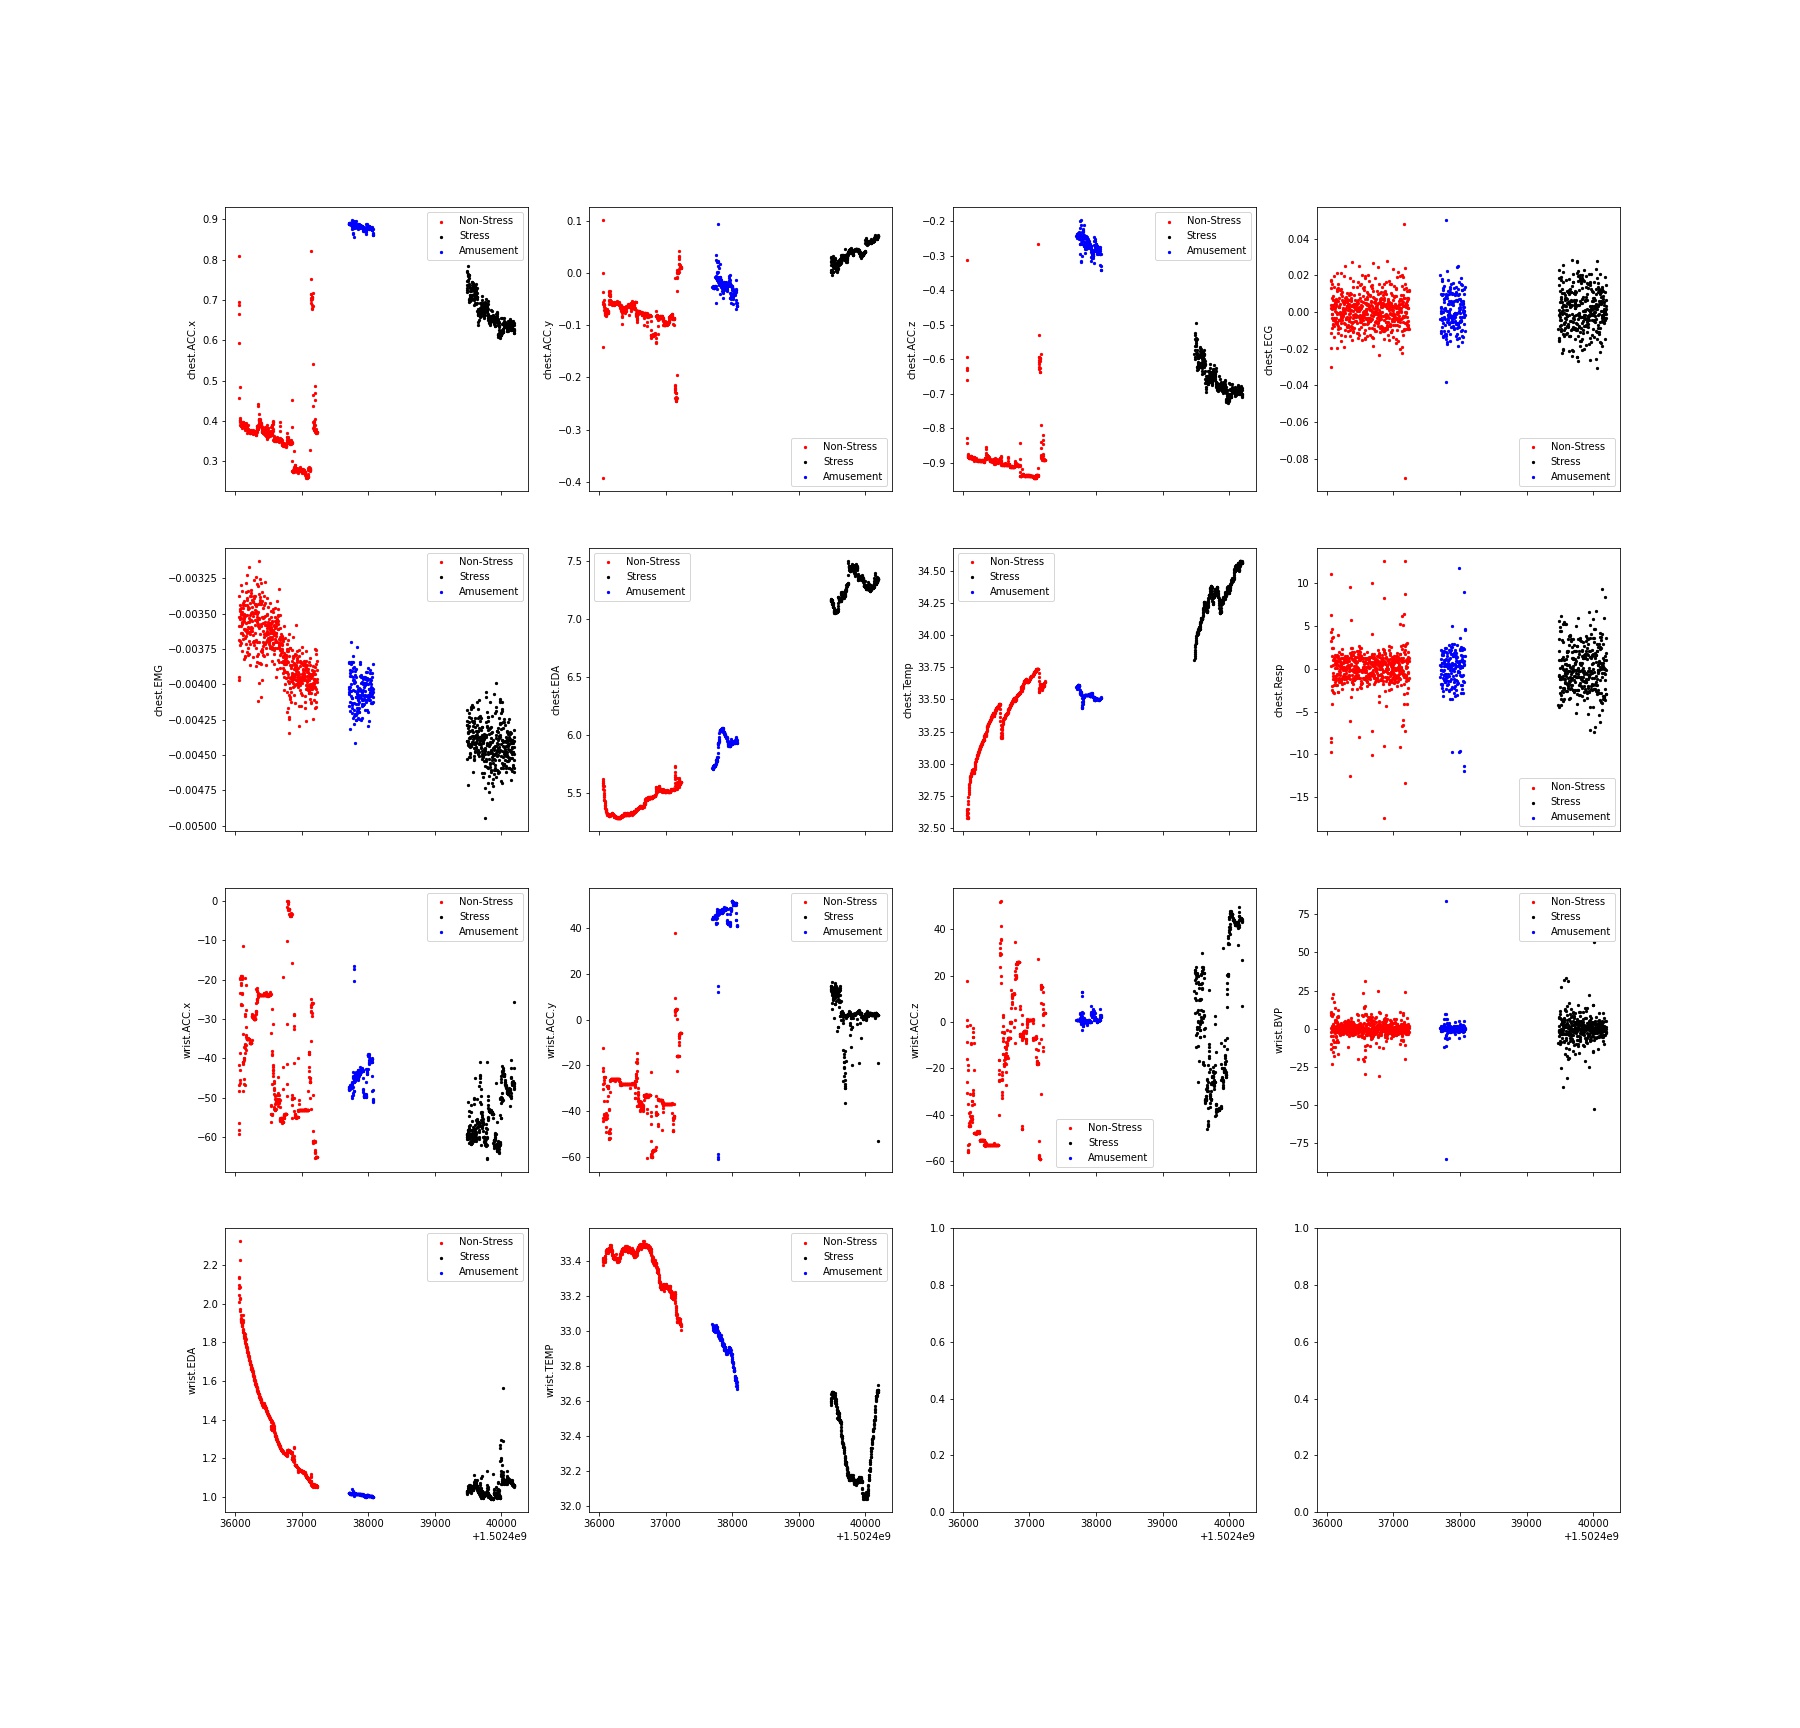 chest.ACC.x
0.9
0.8
0.7
0.6
0.5
0.4
0.3
Non-Stress
Stress
Amusement
chest.ACC.y
0.1
0.0
−0.1
−0.2
−0.3
−0.4
Non-Stress
Stress
Amusement
chest.ACC.z
−0.2
−0.3
−0.4
−0.5
−0.6
−0.7
−0.8
−0.9
Non-Stress
Stress
Amusement
chest.ECG
0.04
0.02
0.00
−0.02
−0.04
−0.06
−0.08
Non-Stress
Stress
Amusement
chest.EMG
−0.00325
−0.00350
−0.00375
−0.00400
−0.00425
−0.00450
−0.00475
−0.00500
Non-Stress
Stress
Amusement
chest.EDA
7.5
7.0
6.5
6.0
5.5
Non-Stress
Stress
Amusement
chest.Temp
34.50
34.25
34.00
33.75
33.50
33.25
33.00
32.75
32.50
Non-Stress
Stress
Amusement
chest.Resp
10
5
0
−5
−10
−15
Non-Stress
Stress
Amusement
wrist.ACC.x
0
−10
−20
−30
−40
−50
−60
Non-Stress
Stress
Amusement
wrist.ACC.y
40
20
0
−20
−40
−60
Non-Stress
Stress
Amusement
wrist.ACC.z
40
20
0
−20
−40
−60
Non-Stress
Stress
Amusement
wrist.BVP
75
50
25
0
−25
−50
−75
Non-Stress
Stress
Amusement
wrist.EDA
2.2
2.0
1.8
1.6
1.4
1.2
1.0
Non-Stress
Stress
Amusement
36000 37000 38000 39000 40000
+1.5024e9
wrist.TEMP
33.4
33.2
33.0
32.8
32.6
32.4
32.2
32.0
Non-Stress
Stress
Amusement
36000 37000 38000 39000 40000
+1.5024e9
1.0
0.8
0.6
0.4
0.2
0.0
36000 37000 38000 39000 40000
+1.5024e9
1.0
0.8
0.6
0.4
0.2
0.0
36000 37000 38000 39000 40000
+1.5024e9